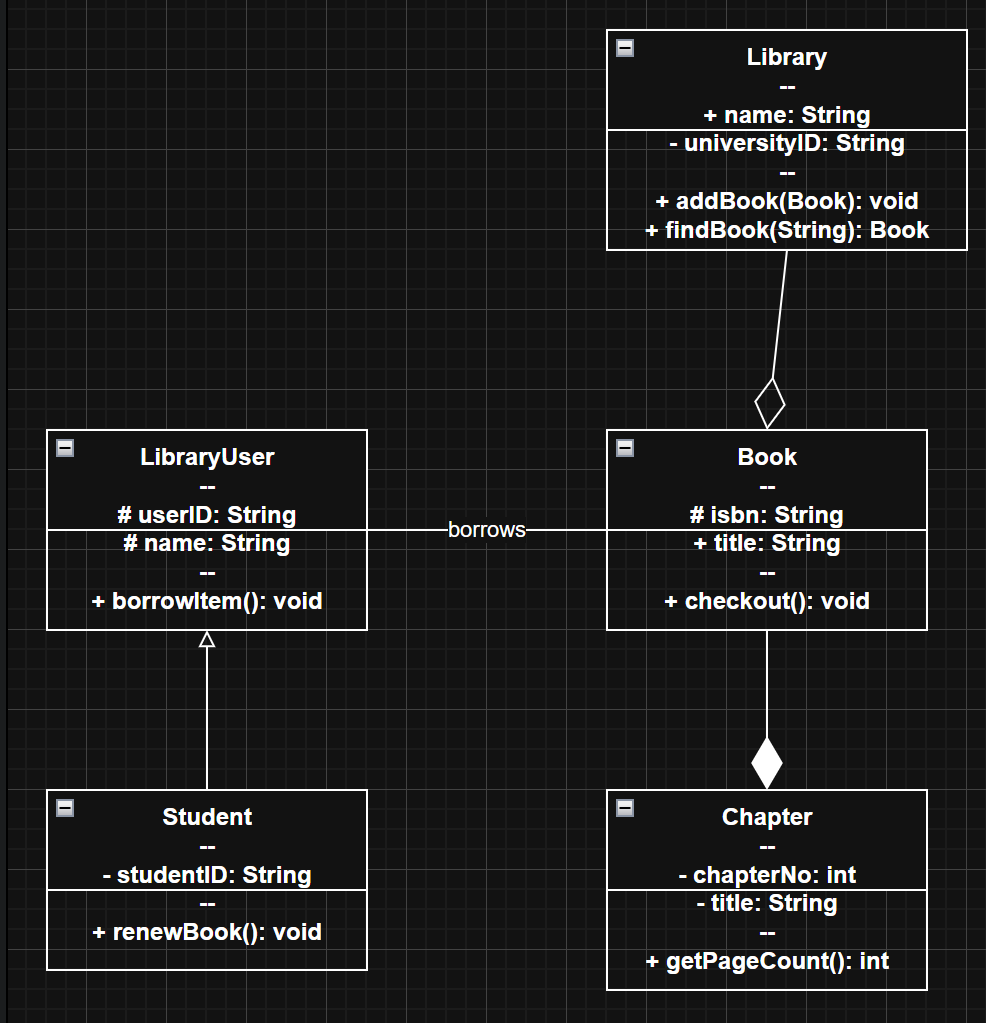 Library
--
+ name: String
- universityID: String
--
+ addBook(Book): void
+ findBook(String): Book
LibraryUser
--
# userID: String
# name: String
--
+ borrowItem(): void
borrows
Book
--
# isbn: String
+ title: String
--
+ checkout(): void
Student
--
- studentID: String
--
+ renewBook(): void
Chapter
--
- chapterNo: int
- title: String
--
+ getPageCount(): int